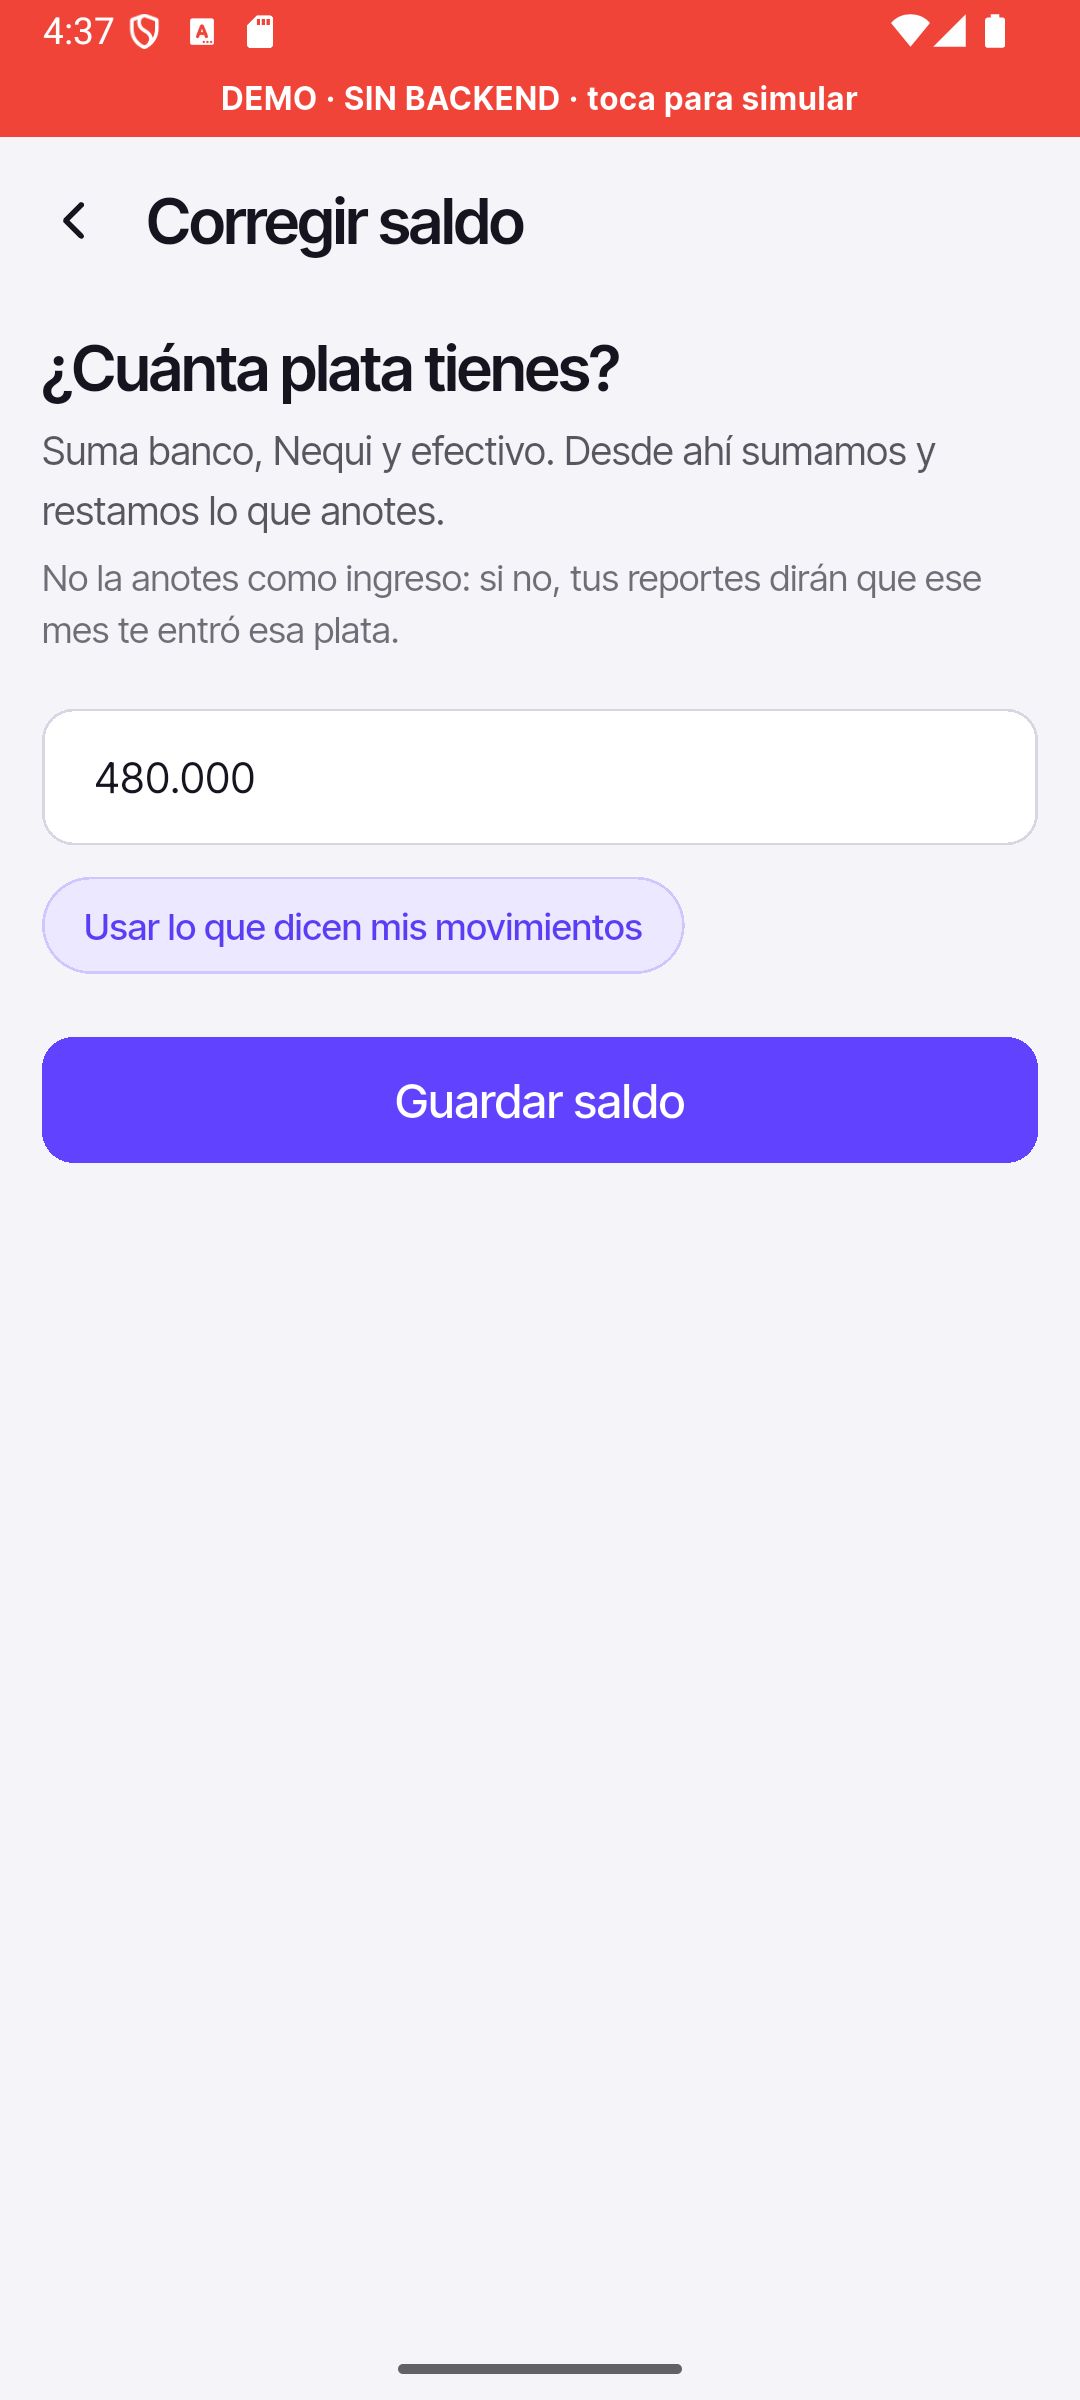 4:37
DEMO · SIN BACKEND · toca para simular
Corregir saldo
¿Cuánta plata tienes?
Suma banco, Nequi y efectivo. Desde ahí sumamos y
restamos lo que anotes.
No la anotes como ingreso: si no, tus reportes dirán que ese
mes te entró esa plata.
480.000
Usar lo que dicen mis movimientos
Guardar saldo